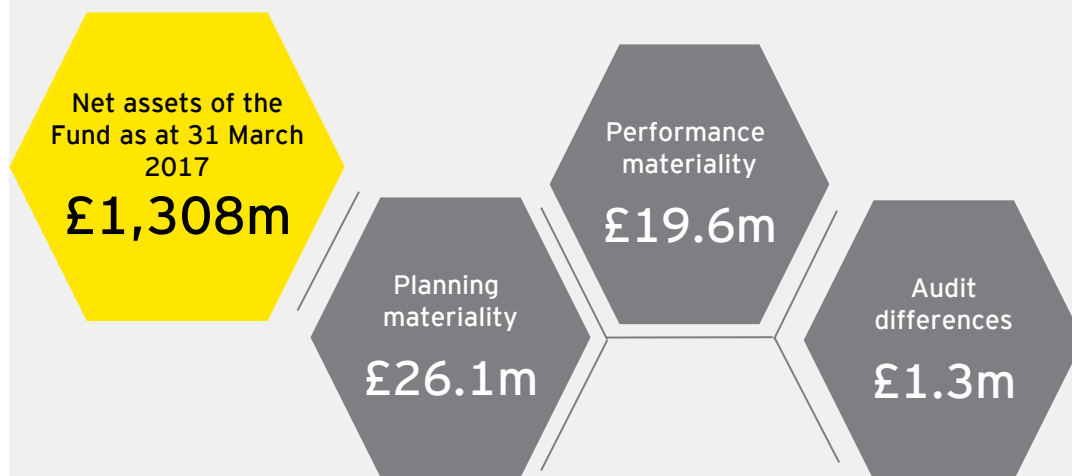 Net assets of the
Fund as at 31 March
2017
£1,308m
Planning
materiality
£26.1m
Performance
materiality
£19.6m
Audit
differences
£1.3m